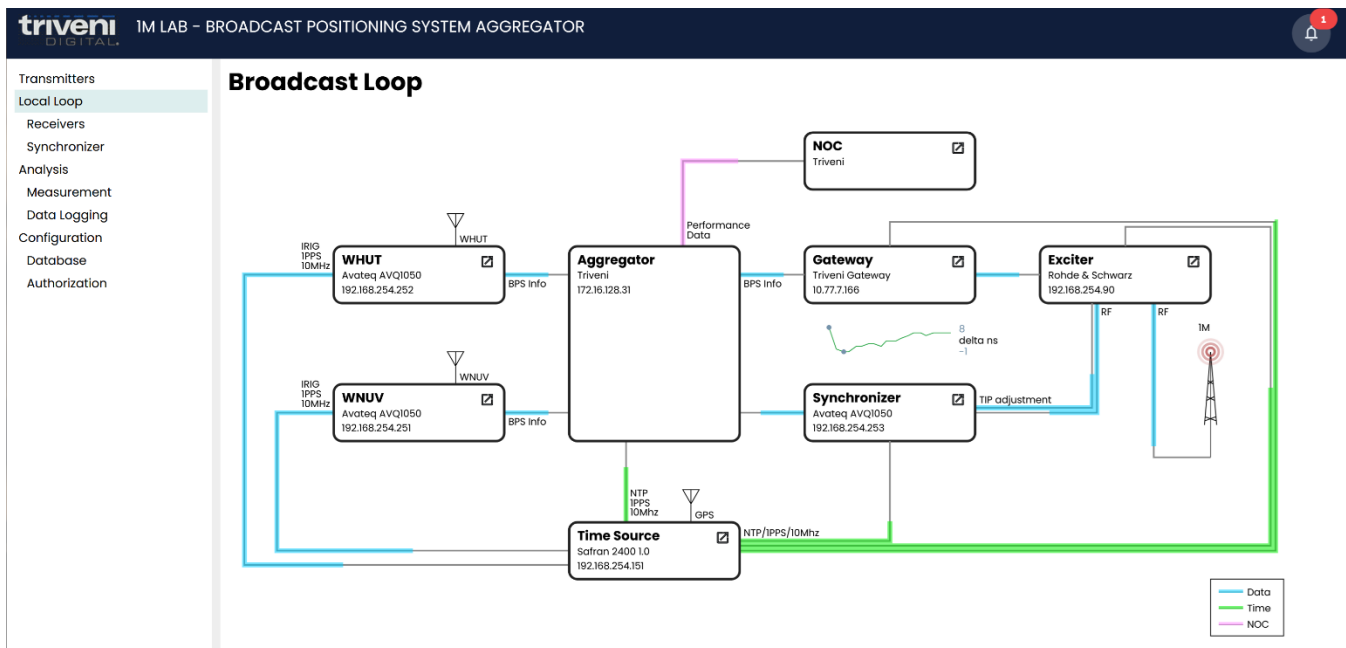 triveni
DIGITAL.
1M LAB - BROADCAST POSITIONING SYSTEM AGGREGATOR
1
Transmitters
Local Loop
Receivers
Synchronizer
Analysis
Measurement
Data Logging
Configuration
Database
Authorization
Broadcast Loop
NOC
Triveni
Performance
Data
WHUT
IRIG
1PPS
10MHz
WHUT
Avateq AVQ1050
192.168.254.252
BPS Info
Aggregator
Triveni
172.16.128.31
BPS Info
Gateway
Triveni Gateway
10.77.7.166
Exciter
Rohde & Schwarz
192.168.254.90
RF
RF
1M
8
delta ns
-1
WNUV
IRIG
1PPS
10MHz
WNUV
Avateq AVQ1050
192.168.254.251
BPS Info
Synchronizer
Avateq AVQ1050
192.168.254.253
TIP adjustment
NTP
1PPS
10Mhz
GPS
NTP/1PPS/10Mhz
Time Source
Safran 2400 1.0
192.168.254.151
Data
Time
NOC